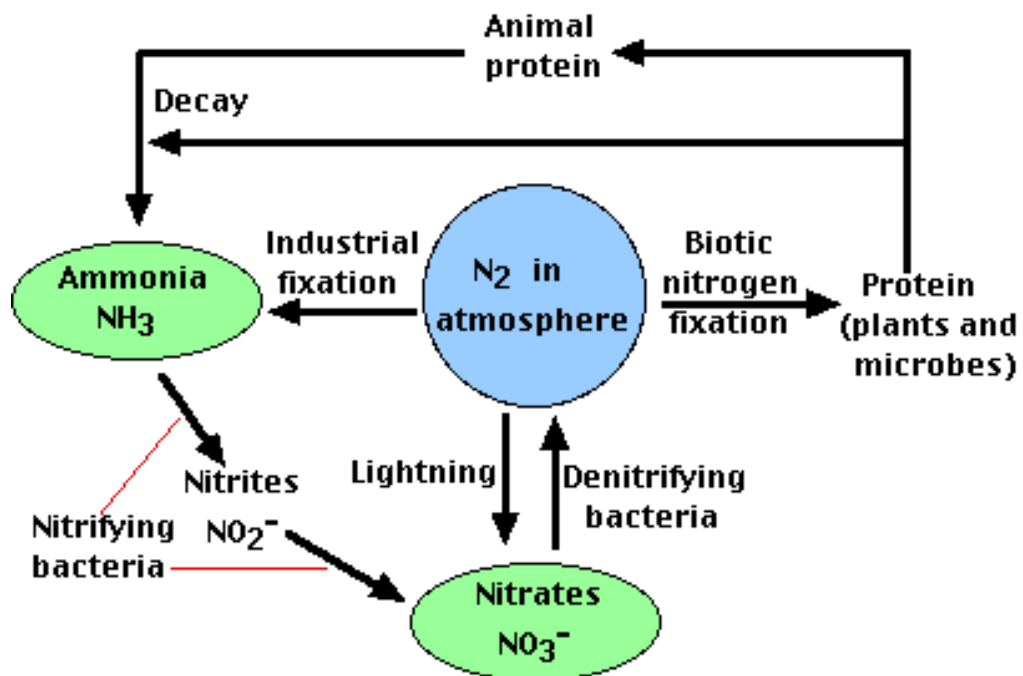 Animal
protein
Decay
Industrial
fixation
Ammonia
NH₃
N₂ in
atmosphere
Biotic
nitrogen
fixation
Protein
(plants and
microbes)
Lightning
Denitrifying
bacteria
Nitrites
NO₂⁻
Nitrifying
bacteria
Nitrates
NO₃⁻